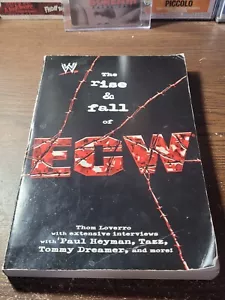 PICCOLO
W
The
rise
&
fall
of
ECW
Thom Loverro
with extensive interviews
with Paul Heyman, Tazz,
Tommy Dreamer, and more!